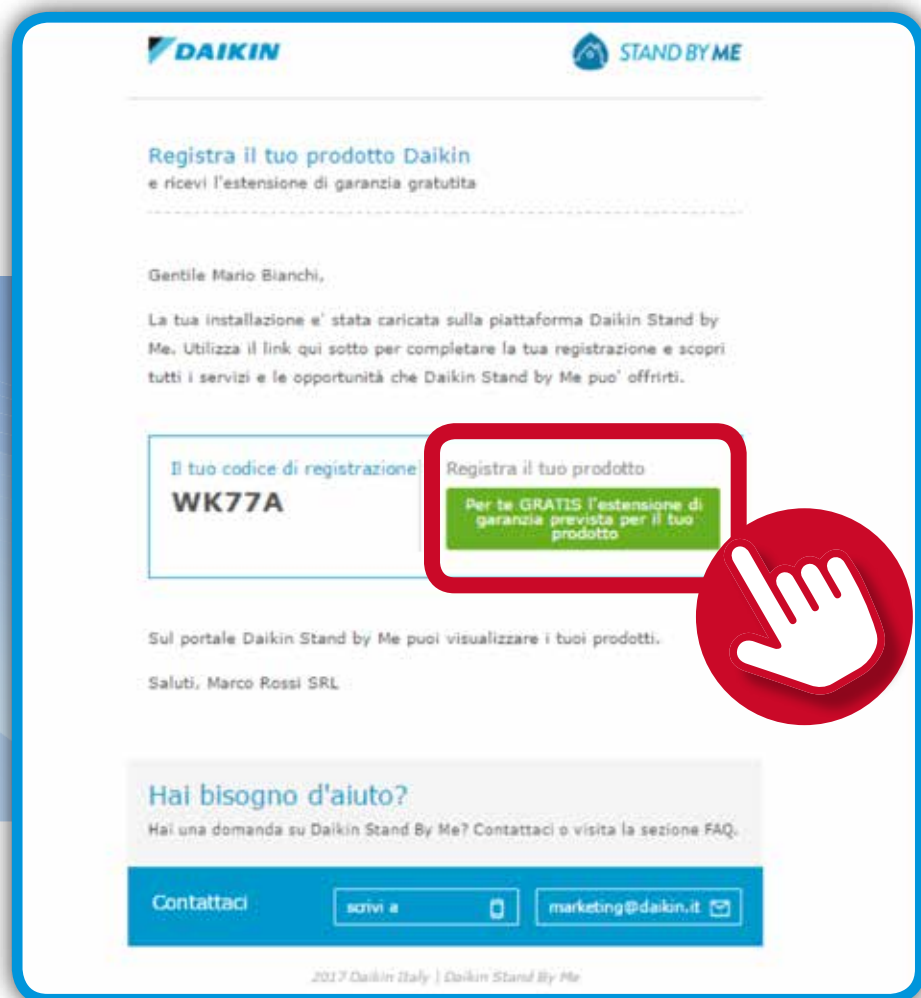 DAIKIN
STAND BY ME
Registra il tuo prodotto Daikin
e ricevi l'estensione di garanzia gratutita
Gentile Mario Bianchi,
La tua installazione e' stata caricata sulla piattaforma Daikin Stand by
Me. Utilizza il link qui sotto per completare la tua registrazione e scopri
tutti i servizi e le opportunità che Daikin Stand by Me puo' offrirti.
Il tuo codice di registrazione
WK77A
Registra il tuo prodotto
Per te GRATIS l'estensione di
garanzia prevista per il tuo
prodotto
Sul portale Daikin Stand by Me puoi visualizzare i tuoi prodotti.
Saluti, Marco Rossi SRL
Hai bisogno d'aiuto?
Hai una domanda su Daikin Stand By Me? Contattaci o visita la sezione FAQ.
Contattaci
scrivi a
marketing@daikin.it
2017 Daikin Italy | Daikin Stand By Me